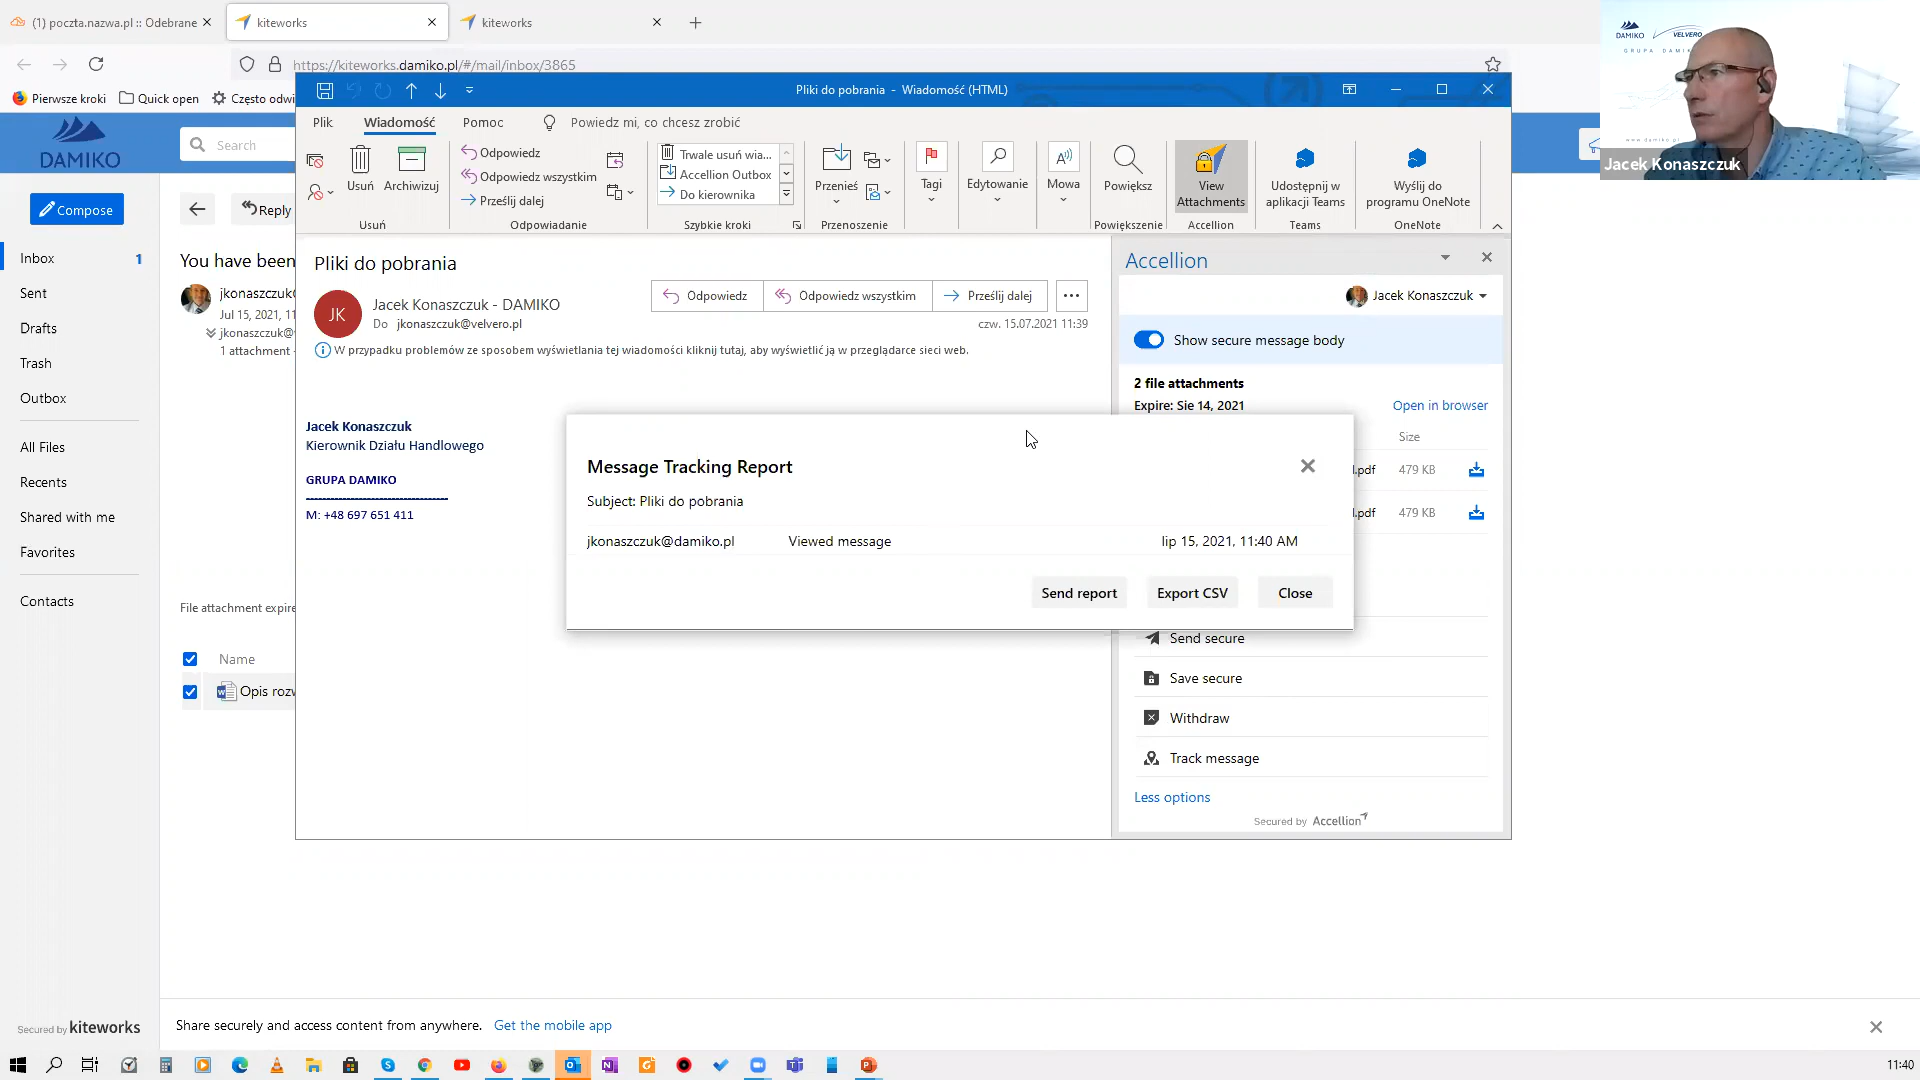 (1) poczta.nazwa.pl :: Odebrane
kiteworks
kiteworks
https://kiteworks.damiko.pl/#/mail/inbox/3865
Pierwsze kroki
Quick open
Często odwi
DAMIKO
Search
Compose
Inbox
1
Sent
Drafts
Trash
Outbox
All Files
Recents
Shared with me
Favorites
Contacts
Secured by kiteworks
Reply
You have been
jkonaszczuk@
Jul 15, 2021, 11
jkonaszczuk@
1 attachment
File attachment expire
Name
Opis rozw
Pliki do pobrania - Wiadomość (HTML)
Plik
Wiadomość
Pomoc
Powiedz mi, co chcesz zrobić
Usuń
Archiwizuj
Usuń
Odpowiedz
Odpowiedz wszystkim
Prześlij dalej
Odpowiadanie
Trwale usuń wia...
Accellion Outbox
Do kierownika
Szybkie kroki
Przenieś
Przenoszenie
Tagi
Edytowanie
Mowa
Powiększ
Powiększenie
View
Attachments
Accellion
Udostępnij w
aplikacji Teams
Teams
Wyślij do
programu OneNote
OneNote
Pliki do pobrania
JK
Jacek Konaszczuk - DAMIKO
Do jkonaszczuk@velvero.pl
Odpowiedz
Odpowiedz wszystkim
Prześlij dalej
czw. 15.07.2021 11:39
W przypadku problemów ze sposobem wyświetlania tej wiadomości kliknij tutaj, aby wyświetlić ją w przeglądarce sieci web.
Jacek Konaszczuk
Kierownik Działu Handlowego
GRUPA DAMIKO
----------------------------------
M: +48 697 651 411
Accellion
Jacek Konaszczuk
Show secure message body
2 file attachments
Expire: Sie 14, 2021
Open in browser
Size
l.pdf 479 KB
l.pdf 479 KB
Send secure
Save secure
Withdraw
Track message
Less options
Secured by Accellion
Message Tracking Report
Subject: Pliki do pobrania
jkonaszczuk@damiko.pl Viewed message lip 15, 2021, 11:40 AM
Send report
Export CSV
Close
Share securely and access content from anywhere. Get the mobile app
DAMIKO
VELVERO
Jacek Konaszczuk
11:40